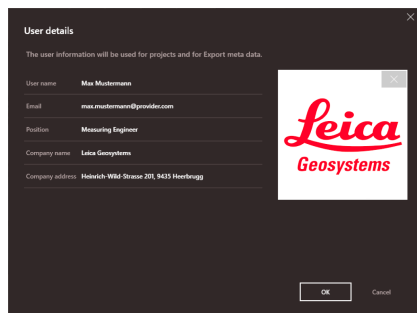 User details
The user information will be used for projects and for Export meta data.
User name Max Mustermann
Email max.mustermann@provider.com
Position Measuring Engineer
Company name Leica Geosystems
Company address Heinrich-Wild-Strasse 201, 9435 Heerbrugg
Leica
Geosystems
OK Cancel